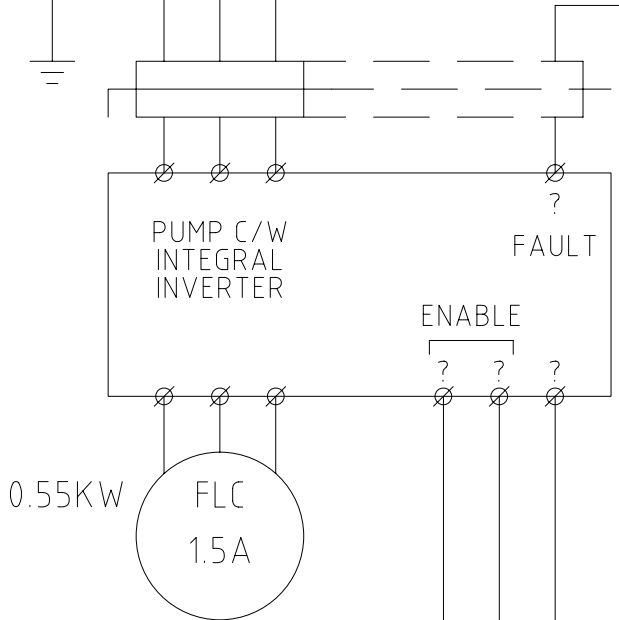 ?
PUMP C/W
INTEGRAL
INVERTER
FAULT
ENABLE
? ? ?
0.55KW
FLC
1.5A